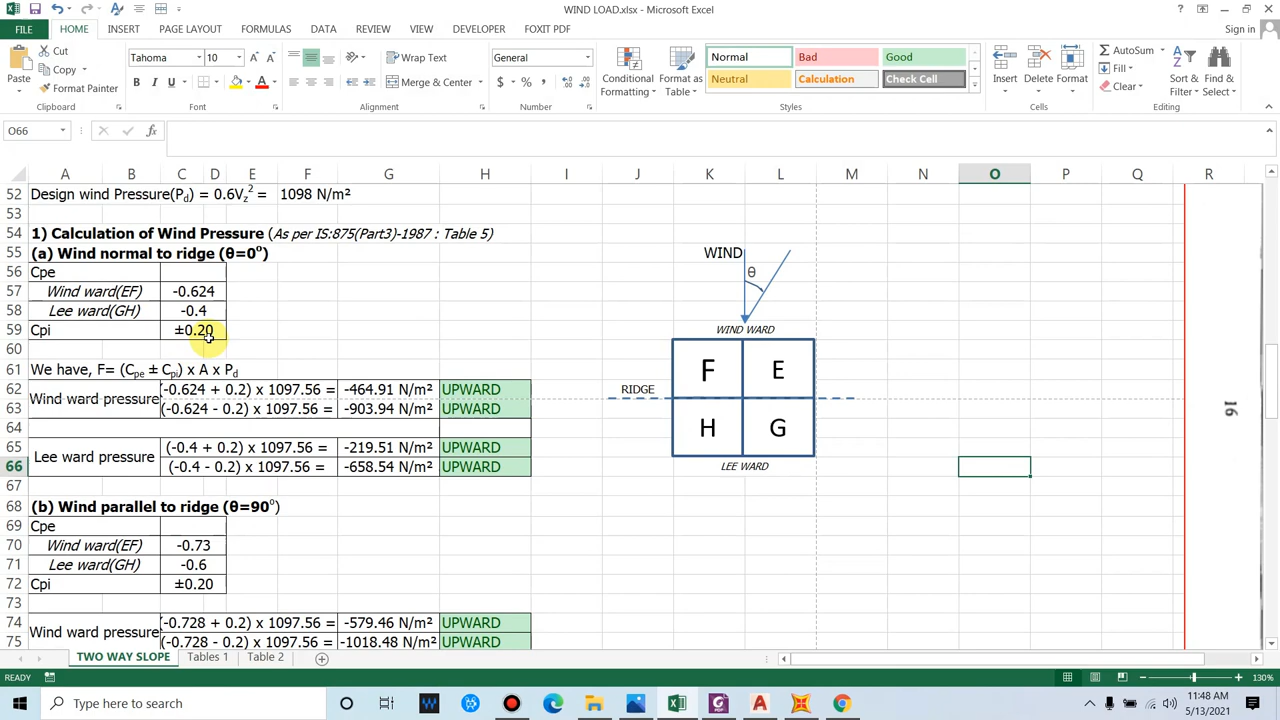 WIND LOAD.xlsx - Microsoft Excel
FILE HOME INSERT PAGE LAYOUT FORMULAS DATA REVIEW VIEW DEVELOPER FOXIT PDF Sign in
Paste Cut Copy Format Painter Clipboard
Tahoma 10 B I U Font
Wrap Text Merge & Center Alignment
General $ % , Number
Conditional Formatting Format as Table Normal Bad Good Neutral Calculation Check Cell Styles
Insert Delete Format Cells
AutoSum Fill Clear Sort & Filter Find & Select Editing
O66 fx
A B C D E F G H I J K L M N O P Q R
52 Design wind Pressure(Pd) = 0.6Vz² = 1098 N/m²
53
54 1) Calculation of Wind Pressure (As per IS:875(Part3)-1987 : Table 5)
55 (a) Wind normal to ridge (θ=0°)
56 Cpe
57 Wind ward(EF) -0.624
58 Lee ward(GH) -0.4
59 Cpi ±0.20
60
61 We have, F= (Cpe ± Cpi) x A x Pd
62 (-0.624 + 0.2) x 1097.56 = -464.91 N/m² UPWARD
Wind ward pressure
63 (-0.624 - 0.2) x 1097.56 = -903.94 N/m² UPWARD
64
65 (-0.4 + 0.2) x 1097.56 = -219.51 N/m² UPWARD
Lee ward pressure
66 (-0.4 - 0.2) x 1097.56 = -658.54 N/m² UPWARD
67
68 (b) Wind parallel to ridge (θ=90°)
69 Cpe
70 Wind ward(EF) -0.73
71 Lee ward(GH) -0.6
72 Cpi ±0.20
73
74 (-0.728 + 0.2) x 1097.56 = -579.46 N/m² UPWARD
Wind ward pressure
75 (-0.728 - 0.2) x 1097.56 = -1018.48 N/m² UPWARD
WIND
θ
WIND WARD
F E
RIDGE
H G
LEE WARD
16
TWO WAY SLOPE Tables 1 Table 2
READY 130%
Type here to search
11:48 AM
5/13/2021